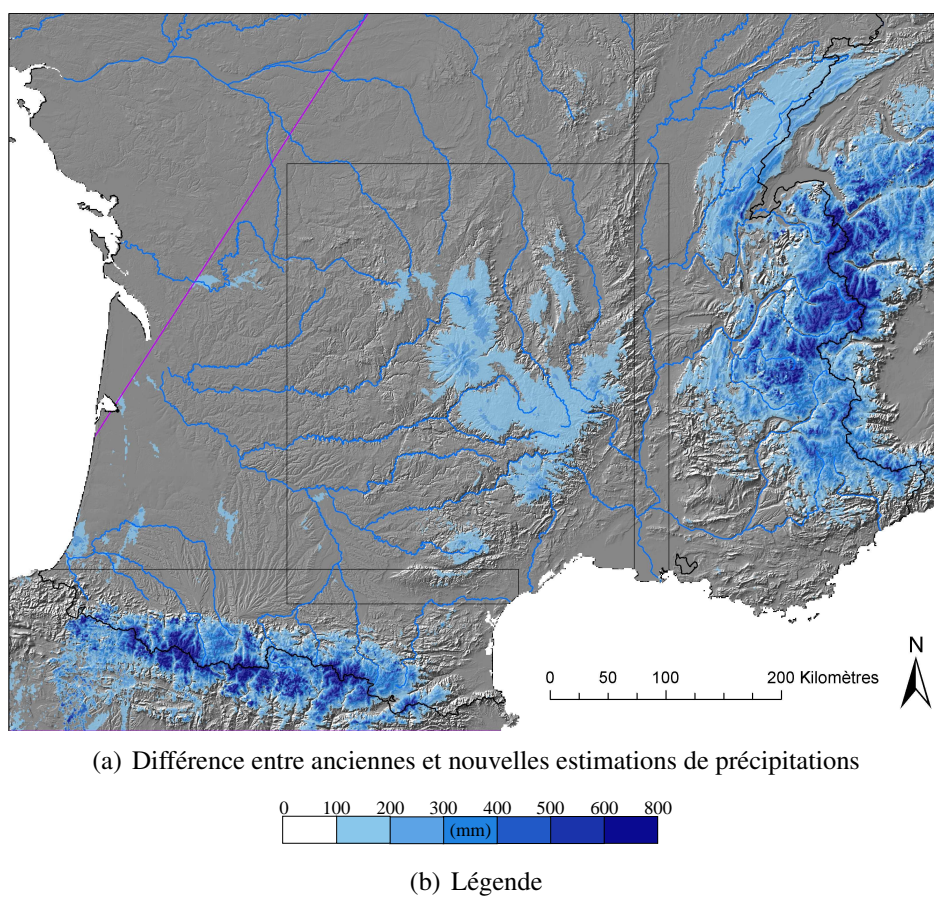 N
0 50 100 200 Kilomètres
(a) Différence entre anciennes et nouvelles estimations de précipitations
0 100 200 300 400 500 600 800
(mm)
(b) Légende